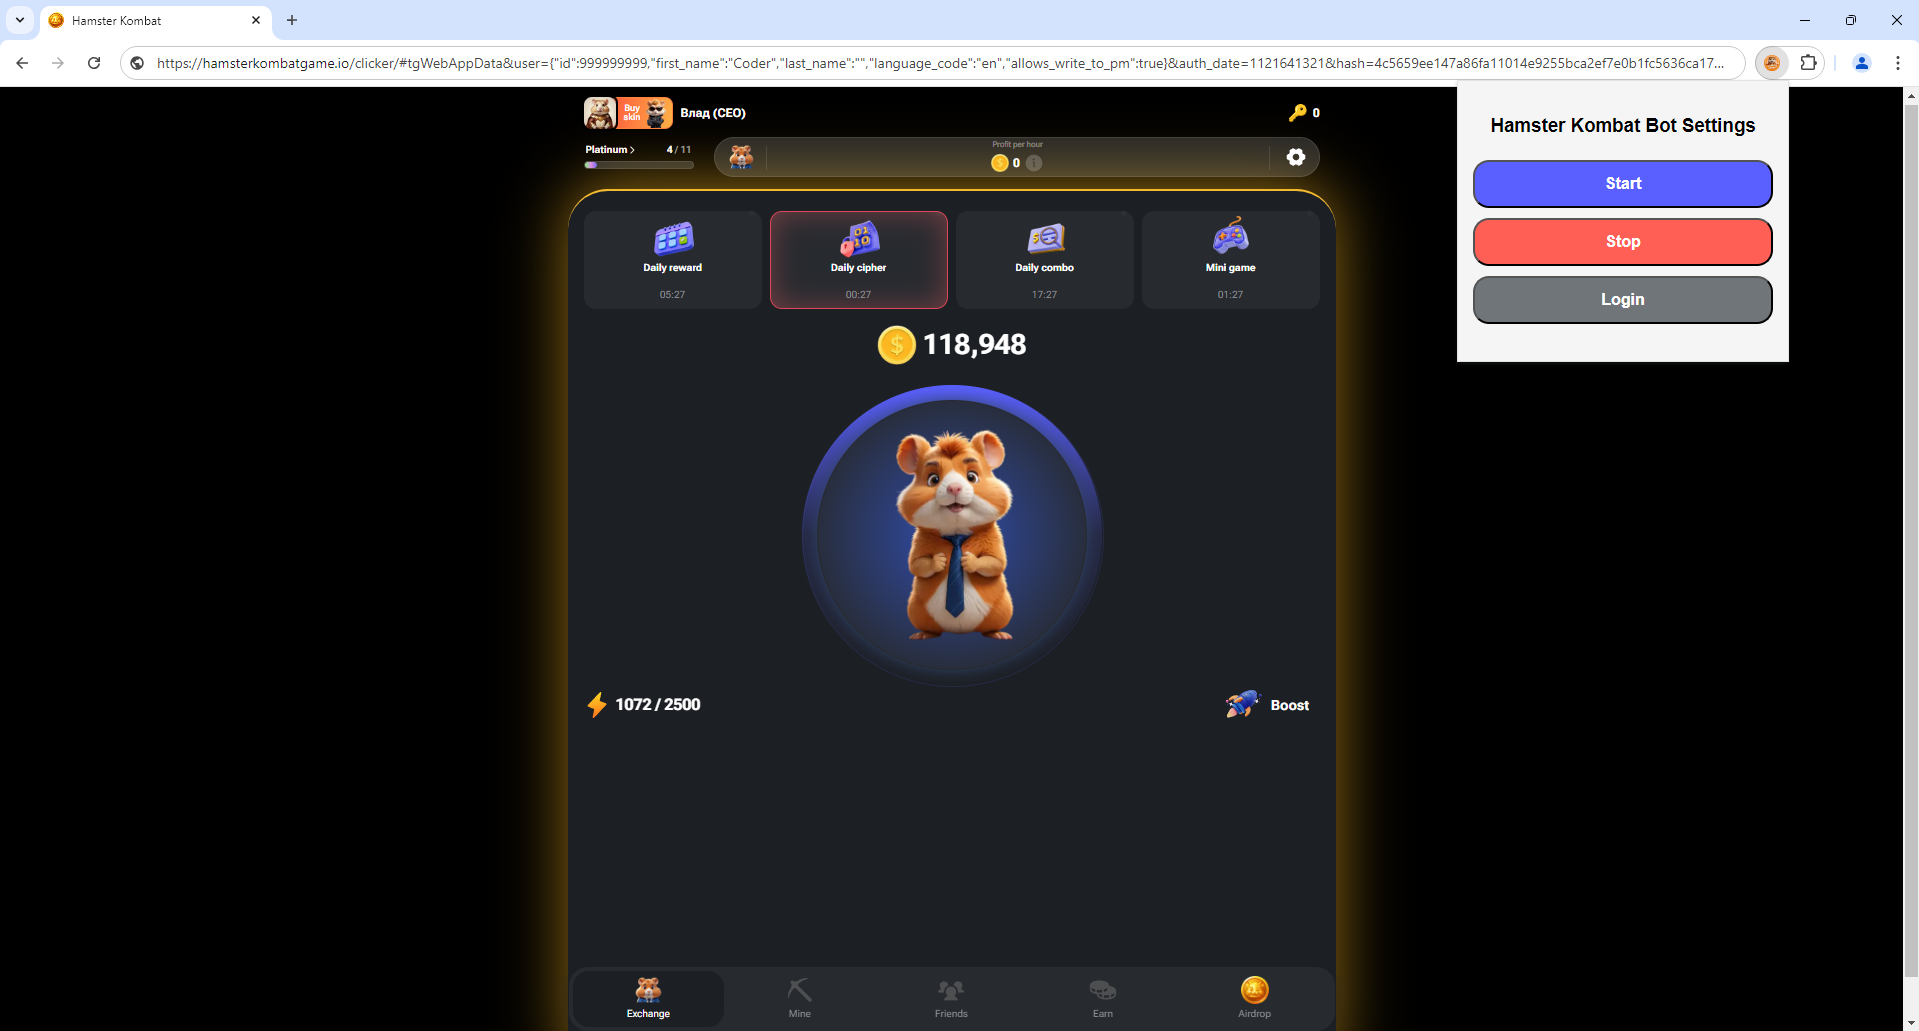 Hamster Kombat
https://hamsterkombatgame.io/clicker/#tgWebAppData&user={"id":999999999,"first_name":"Coder","last_name":"","language_code":"en","allows_write_to_pm":true}&auth_date=1121641321&hash=4c5659ee147a86fa11014e9255bca2ef7e0b1fc5636ca17...
Buy
skin
Влад (CEO)
0
Platinum >
4 / 11
Profit per hour
0
Daily reward
05:27
Daily cipher
00:27
Daily combo
17:27
Mini game
01:27
118,948
1072 / 2500
Boost
Exchange
Mine
Friends
Earn
Airdrop
Hamster Kombat Bot Settings
Start
Stop
Login